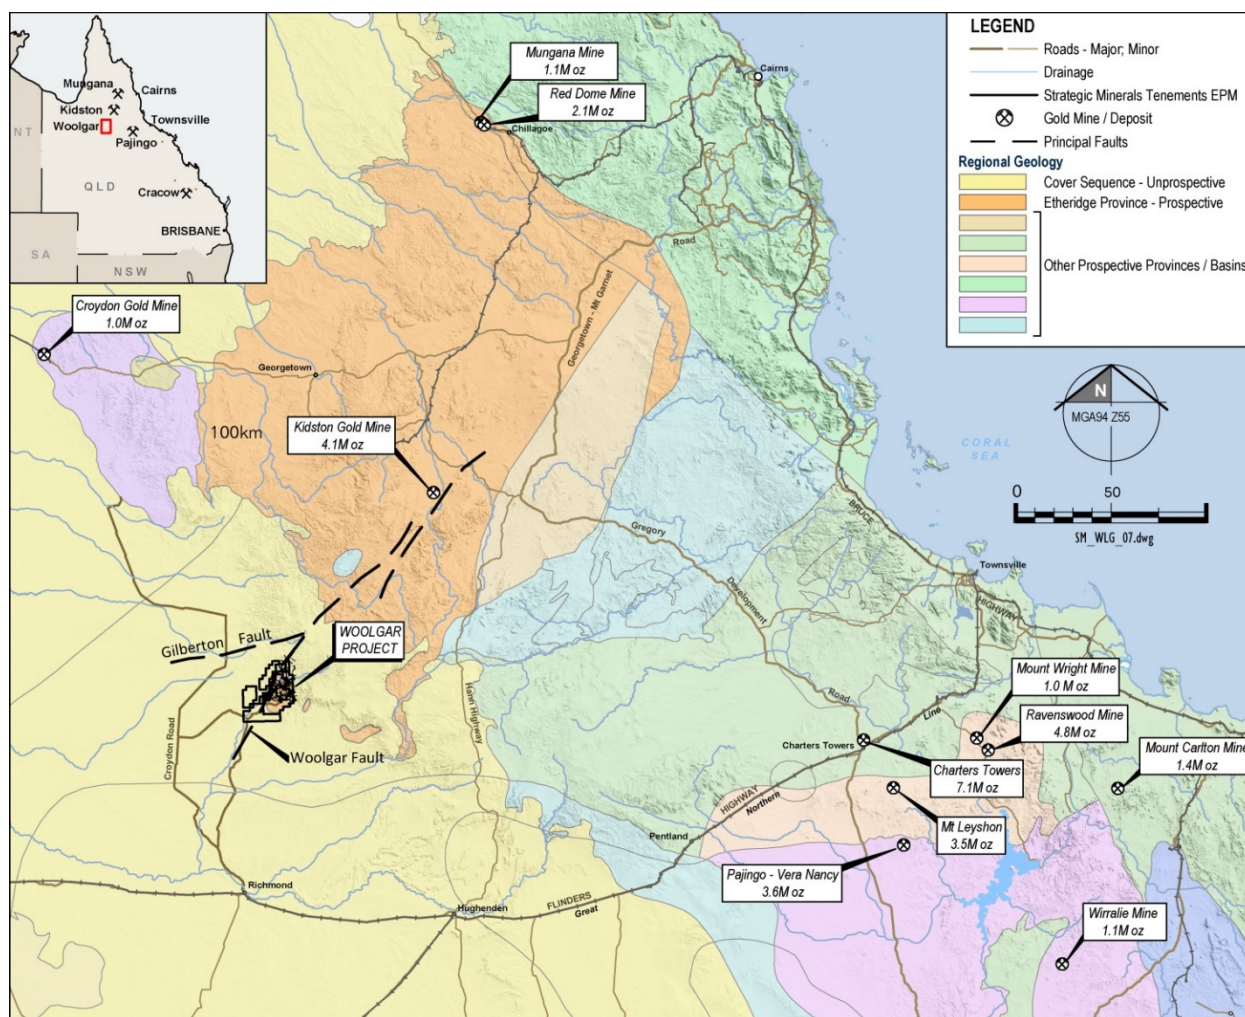 Mungana
Cairns
Kidston
Townsville
Woolgar
Pajingo
NT
QLD
Cracow
BRISBANE
SA
NSW
Mungana Mine
1.1M oz
Red Dome Mine
2.1M oz
Chillagoe
Cairns
LEGEND
Roads - Major; Minor
Drainage
Strategic Minerals Tenements EPM
Gold Mine / Deposit
Principal Faults
Regional Geology
Cover Sequence - Unprospective
Etheridge Province - Prospective
Other Prospective Provinces / Basins
Road
Georgetown - Mt Garnet
Croydon Gold Mine
1.0M oz
Georgetown
100km
Kidston Gold Mine
4.1M oz
N
MGA94 Z55
CORAL
SEA
0
50
SM_WLG_07.dwg
BRUCE
Gregory
Development
Road
Townsville
HIGHWAY
Gilberton Fault
WOOLGAR
PROJECT
Hann Highway
Croydon Road
Woolgar Fault
Mount Wright Mine
1.0 M oz
Ravenswood Mine
4.8M oz
Mount Carlton Mine
1.4M oz
Line
Charters Towers
Charters Towers
7.1M oz
HIGHWAY
Northern
Mt Leyshon
3.5M oz
Pentland
Pajingo - Vera Nancy
3.6M oz
Richmond
Hughenden
FLINDERS
Great
Wirralie Mine
1.1M oz